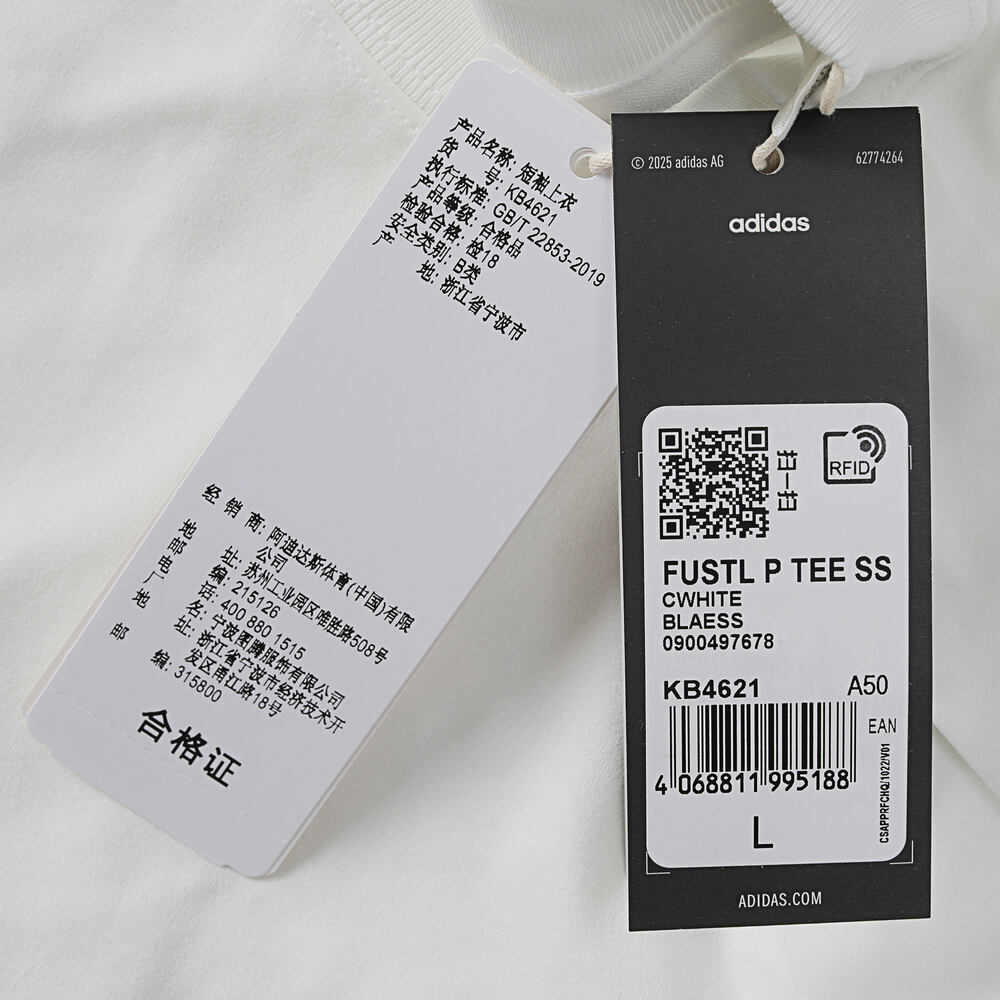 产品名称: 短袖上衣
货 号: KB4621
执行标准: GB/T 22853-2019
产品等级: 合格品
检验合格: 检18
安全类别: B类
产 地: 浙江省宁波市
经 销 商: 阿迪达斯体育(中国)有限
公司
地 址: 苏州工业园区唯胜路508号
邮 编: 215126
电 话: 400 880 1515
厂 名: 宁波图腾服饰有限公司
地 址: 浙江省宁波市经济技术开
发区甬江路18号
邮 编: 315800
合格证
© 2025 adidas AG
62774264
adidas
扫一扫
RFID
FUSTL P TEE SS
CWHITE
BLAESS
0900497678
KB4621 A50
EAN
4 068811 995188
CSAPPRFCHQ/1022/V01
L
ADIDAS.COM